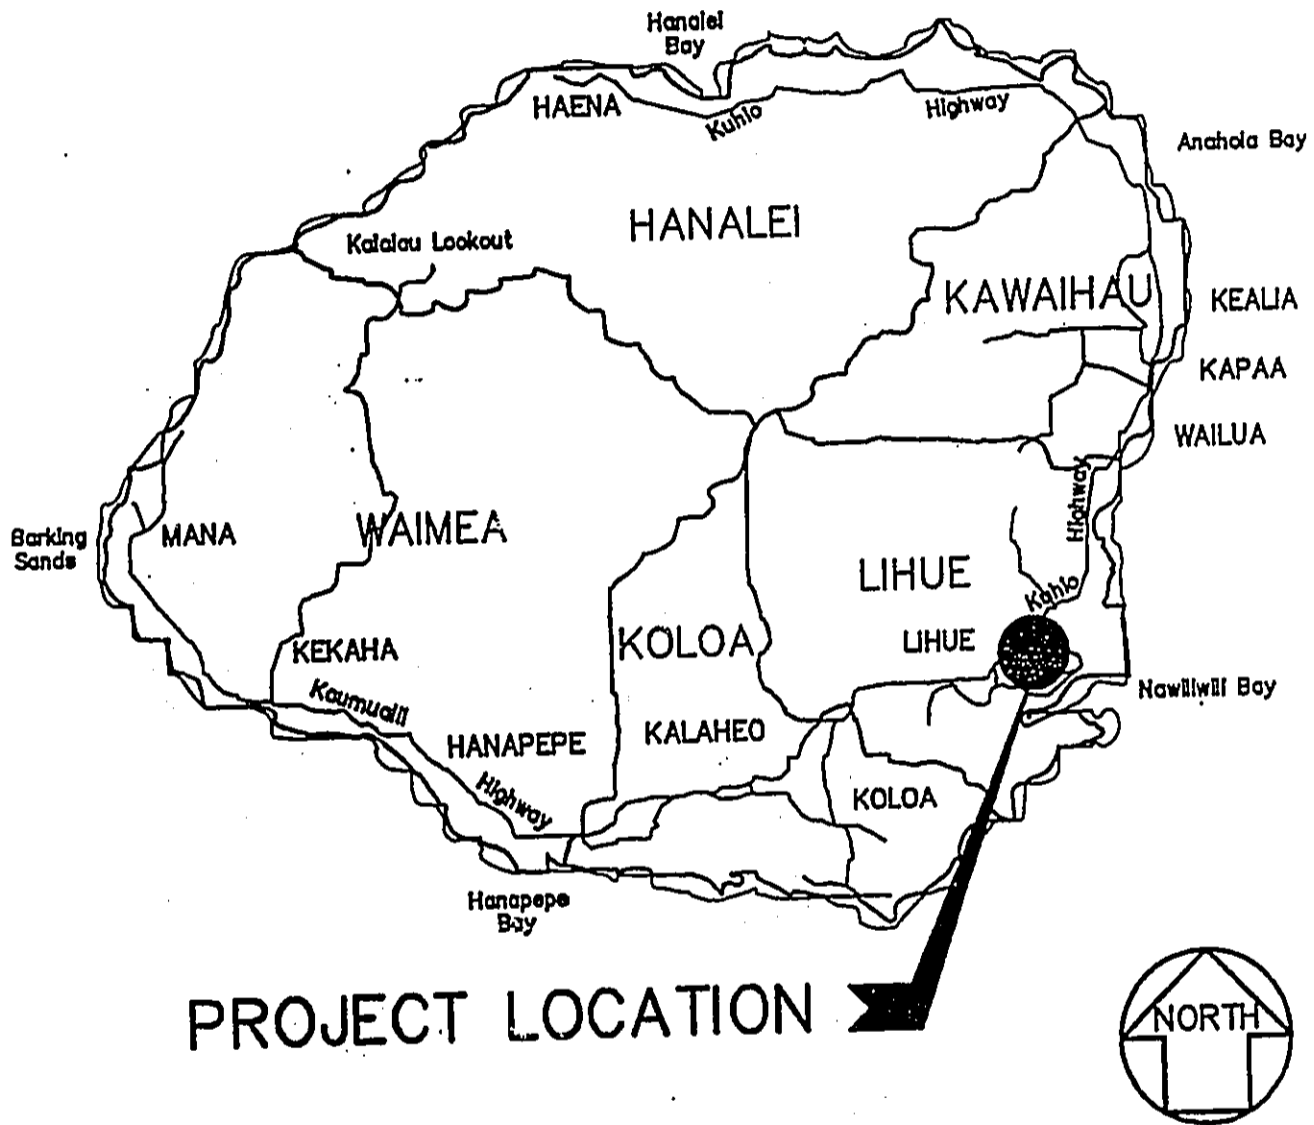 Hanalei
Bay
HAENA
Kuhio
Highway
Anahola Bay
HANALEI
Kalalau Lookout
KAWAIHAU
KEALIA
KAPAA
WAILUA
Highway
Barking
Sands
MANA
WAIMEA
LIHUE
Kuhio
KEKAHA
KOLOA
LIHUE
Kaumualii
Nawiliwili Bay
HANAPEPE
KALAHEO
Highway
KOLOA
Hanapepe
Bay
PROJECT LOCATION
NORTH